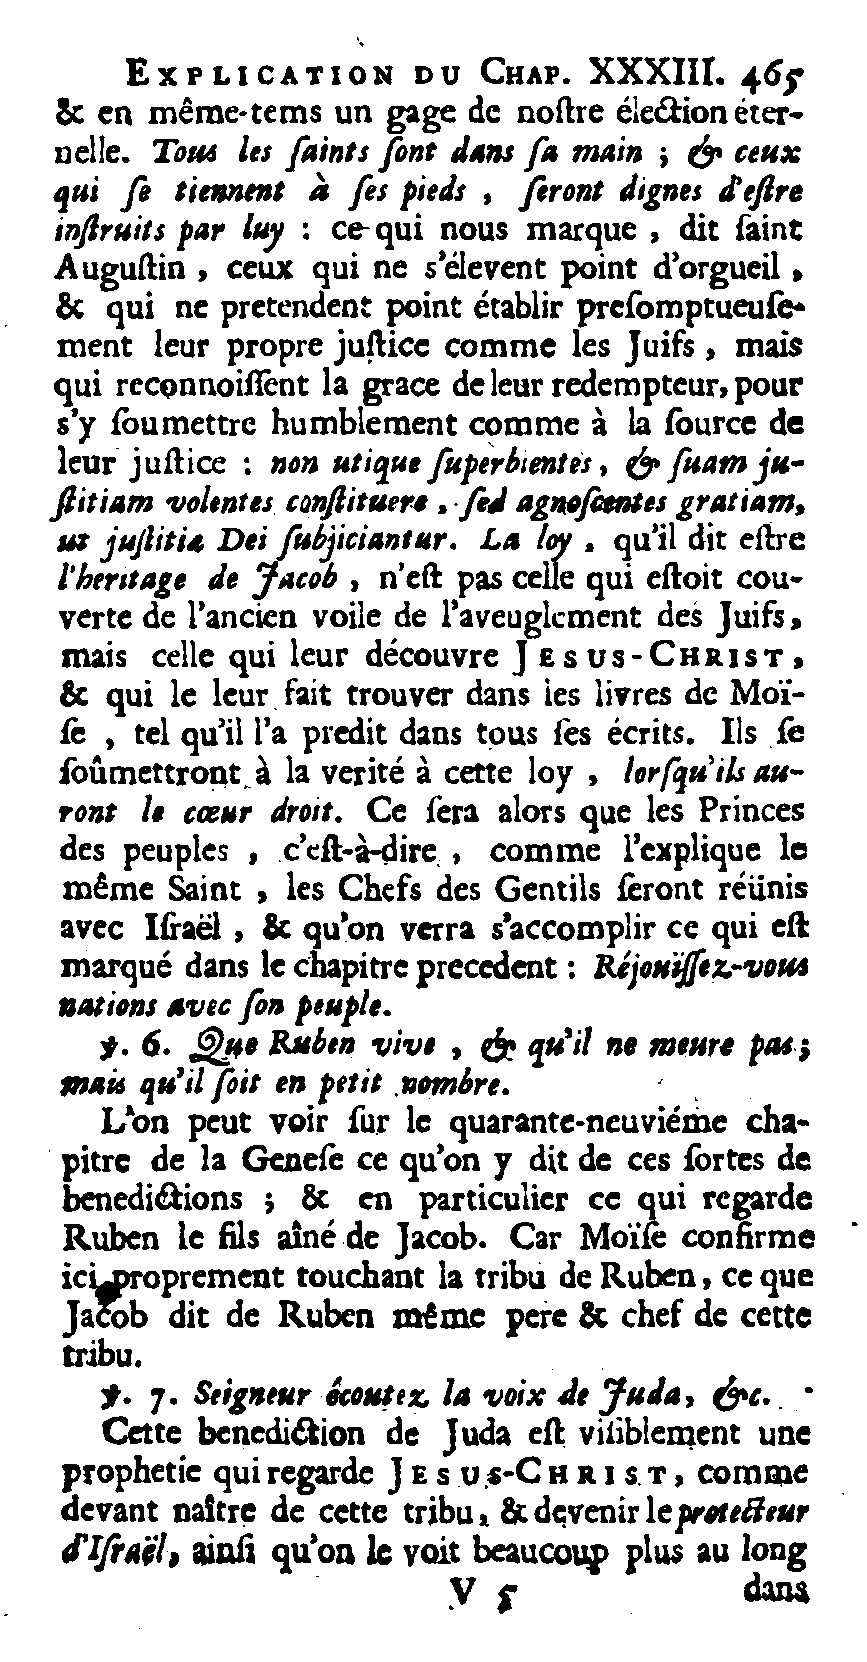 EXPLICATION DU CHAP. XXXIII. 465
& en même-tems un gage de noſtre élection éter-
nelle. Tous les ſaints ſont dans ſa main ; & ceux
qui ſe tiennent à ſes pieds , ſeront dignes d'eſtre
inſtruits par luy : ce qui nous marque , dit ſaint
Auguſtin , ceux qui ne s'élevent point d'orgueil ,
& qui ne pretendent point établir preſomptueuſe-
ment leur propre juſtice comme les Juifs , mais
qui reconnoiſſent la grace de leur redempteur, pour
s'y ſoumettre humblement comme à la ſource de
leur juſtice : non utique ſuperbientes, & ſuam ju-
ſtitiam volentes conſtituere , ſed agnoſcentes gratiam,
ut juſtitiæ Dei ſubjiciantur. La loy , qu'il dit eſtre
l'heritage de Jacob , n'eſt pas celle qui eſtoit cou-
verte de l'ancien voile de l'aveuglement des Juifs,
mais celle qui leur découvre JESUS-CHRIST,
& qui le leur fait trouver dans les livres de Moï-
ſe , tel qu'il l'a predit dans tous ſes écrits. Ils ſe
ſoûmettront à la verité à cette loy , lorſqu'ils au-
ront le cœur droit. Ce ſera alors que les Princes
des peuples , c'eſt-à-dire , comme l'explique le
même Saint , les Chefs des Gentils ſeront réünis
avec Iſraël , & qu'on verra s'accomplir ce qui eſt
marqué dans le chapitre precedent : Réjouïſſez-vous
nations avec ſon peuple.
℣. 6. Que Ruben vive , & qu'il ne meure pas ;
mais qu'il ſoit en petit nombre.
L'on peut voir ſur le quarante-neuviéme cha-
pitre de la Geneſe ce qu'on y dit de ces ſortes de
benedictions ; & en particulier ce qui regarde
Ruben le fils aîné de Jacob. Car Moïſe confirme
ici proprement touchant la tribu de Ruben, ce que
Jacob dit de Ruben même pere & chef de cette
tribu.
℣. 7. Seigneur écoutez la voix de Juda, &c.
Cette benediction de Juda eſt viſiblement une
prophetie qui regarde JESUS-CHRIST, comme
devant naître de cette tribu, & devenir le protecteur
d'Iſraël, ainſi qu'on le voit beaucoup plus au long
V 5 dans